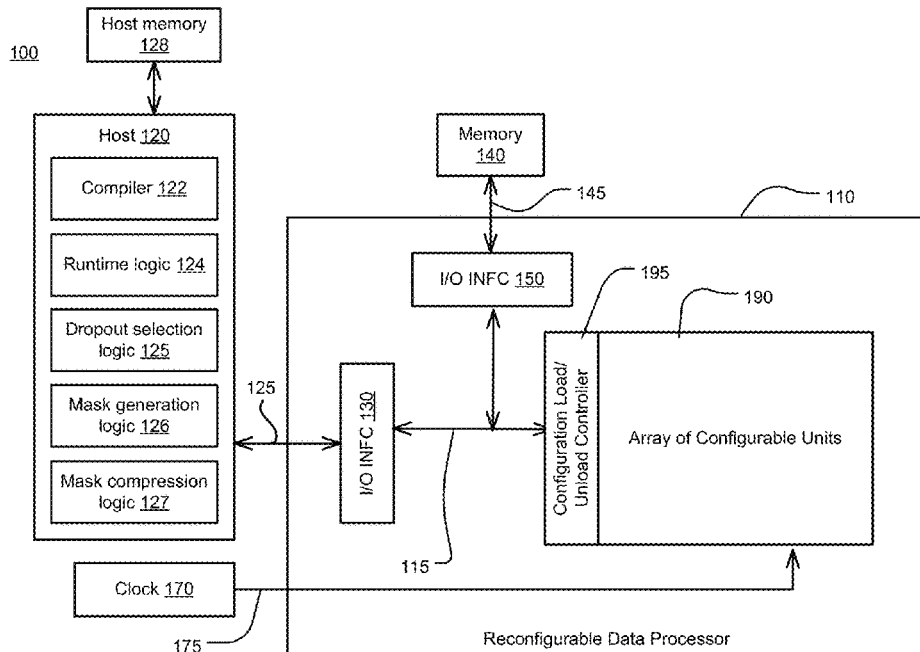 100
Host memory
128
Host 120
Compiler 122
Runtime logic 124
Dropout selection
logic 125
Mask generation
logic 126
Mask compression
logic 127
Memory
140
145
110
I/O INFC 150
195
190
125
I/O INFC 130
Configuration Load/
Unload Controller
Array of Configurable Units
115
Clock 170
175
Reconfigurable Data Processor